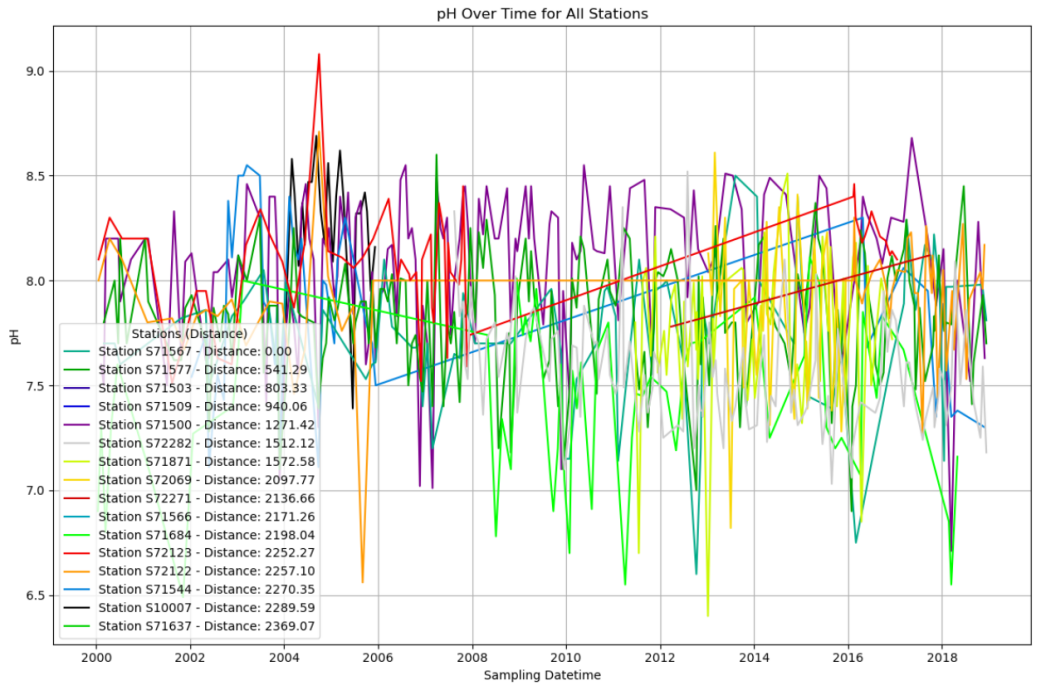 pH Over Time for All Stations
9.0
8.5
8.0
7.5
7.0
6.5
pH
Stations (Distance)
Station S71567 - Distance: 0.00
Station S71577 - Distance: 541.29
Station S71503 - Distance: 803.33
Station S71509 - Distance: 940.06
Station S71500 - Distance: 1271.42
Station S72282 - Distance: 1512.12
Station S71871 - Distance: 1572.58
Station S72069 - Distance: 2097.77
Station S72271 - Distance: 2136.66
Station S71566 - Distance: 2171.26
Station S71684 - Distance: 2198.04
Station S72123 - Distance: 2252.27
Station S72122 - Distance: 2257.10
Station S71544 - Distance: 2270.35
Station S10007 - Distance: 2289.59
Station S71637 - Distance: 2369.07
2000 2002 2004 2006 2008 2010 2012 2014 2016 2018
Sampling Datetime